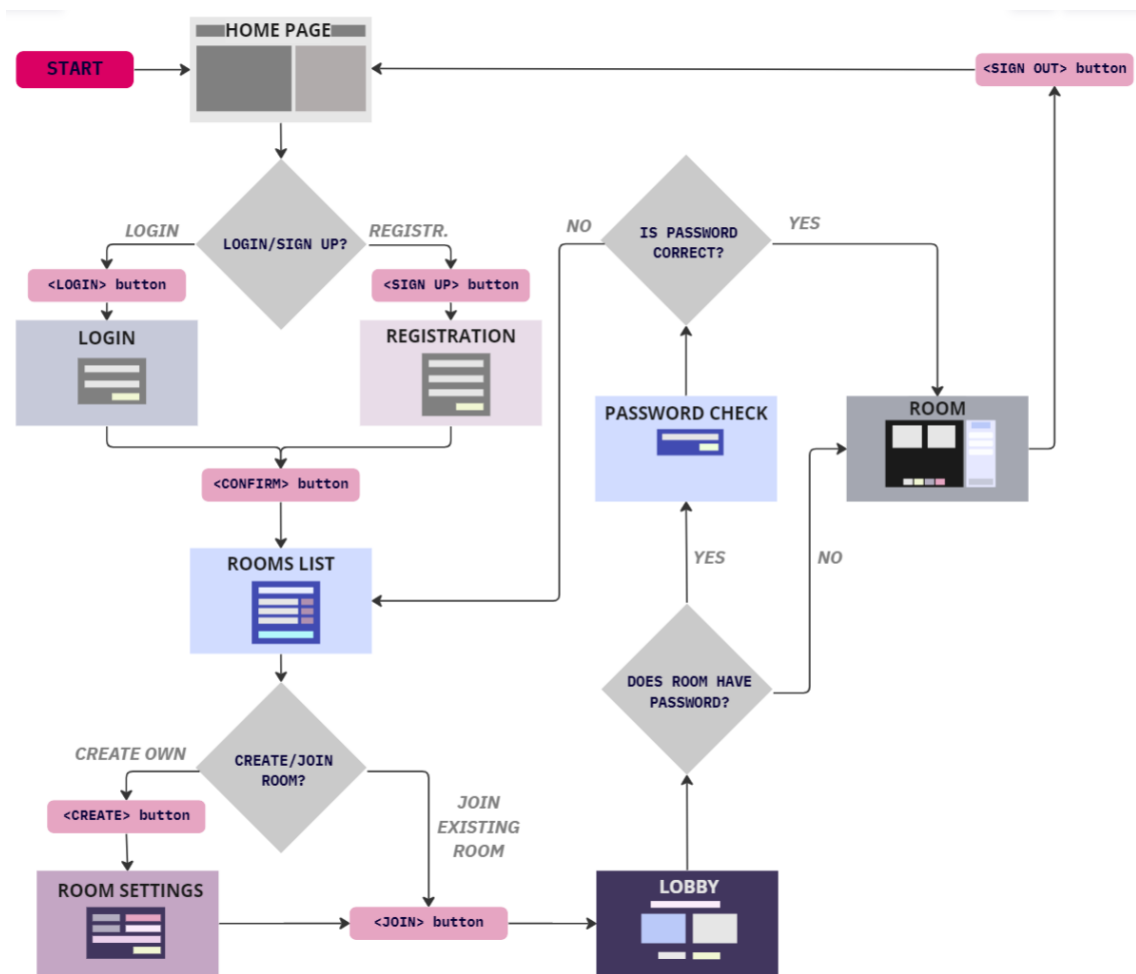 HOME PAGE
START
<SIGN OUT> button
LOGIN
LOGIN/SIGN UP?
REGISTR.
NO
IS PASSWORD
CORRECT?
YES
<LOGIN> button
<SIGN UP> button
LOGIN
REGISTRATION
PASSWORD CHECK
ROOM
<CONFIRM> button
ROOMS LIST
YES
NO
DOES ROOM HAVE
PASSWORD?
CREATE OWN
CREATE/JOIN
ROOM?
<CREATE> button
JOIN
EXISTING
ROOM
ROOM SETTINGS
<JOIN> button
LOBBY